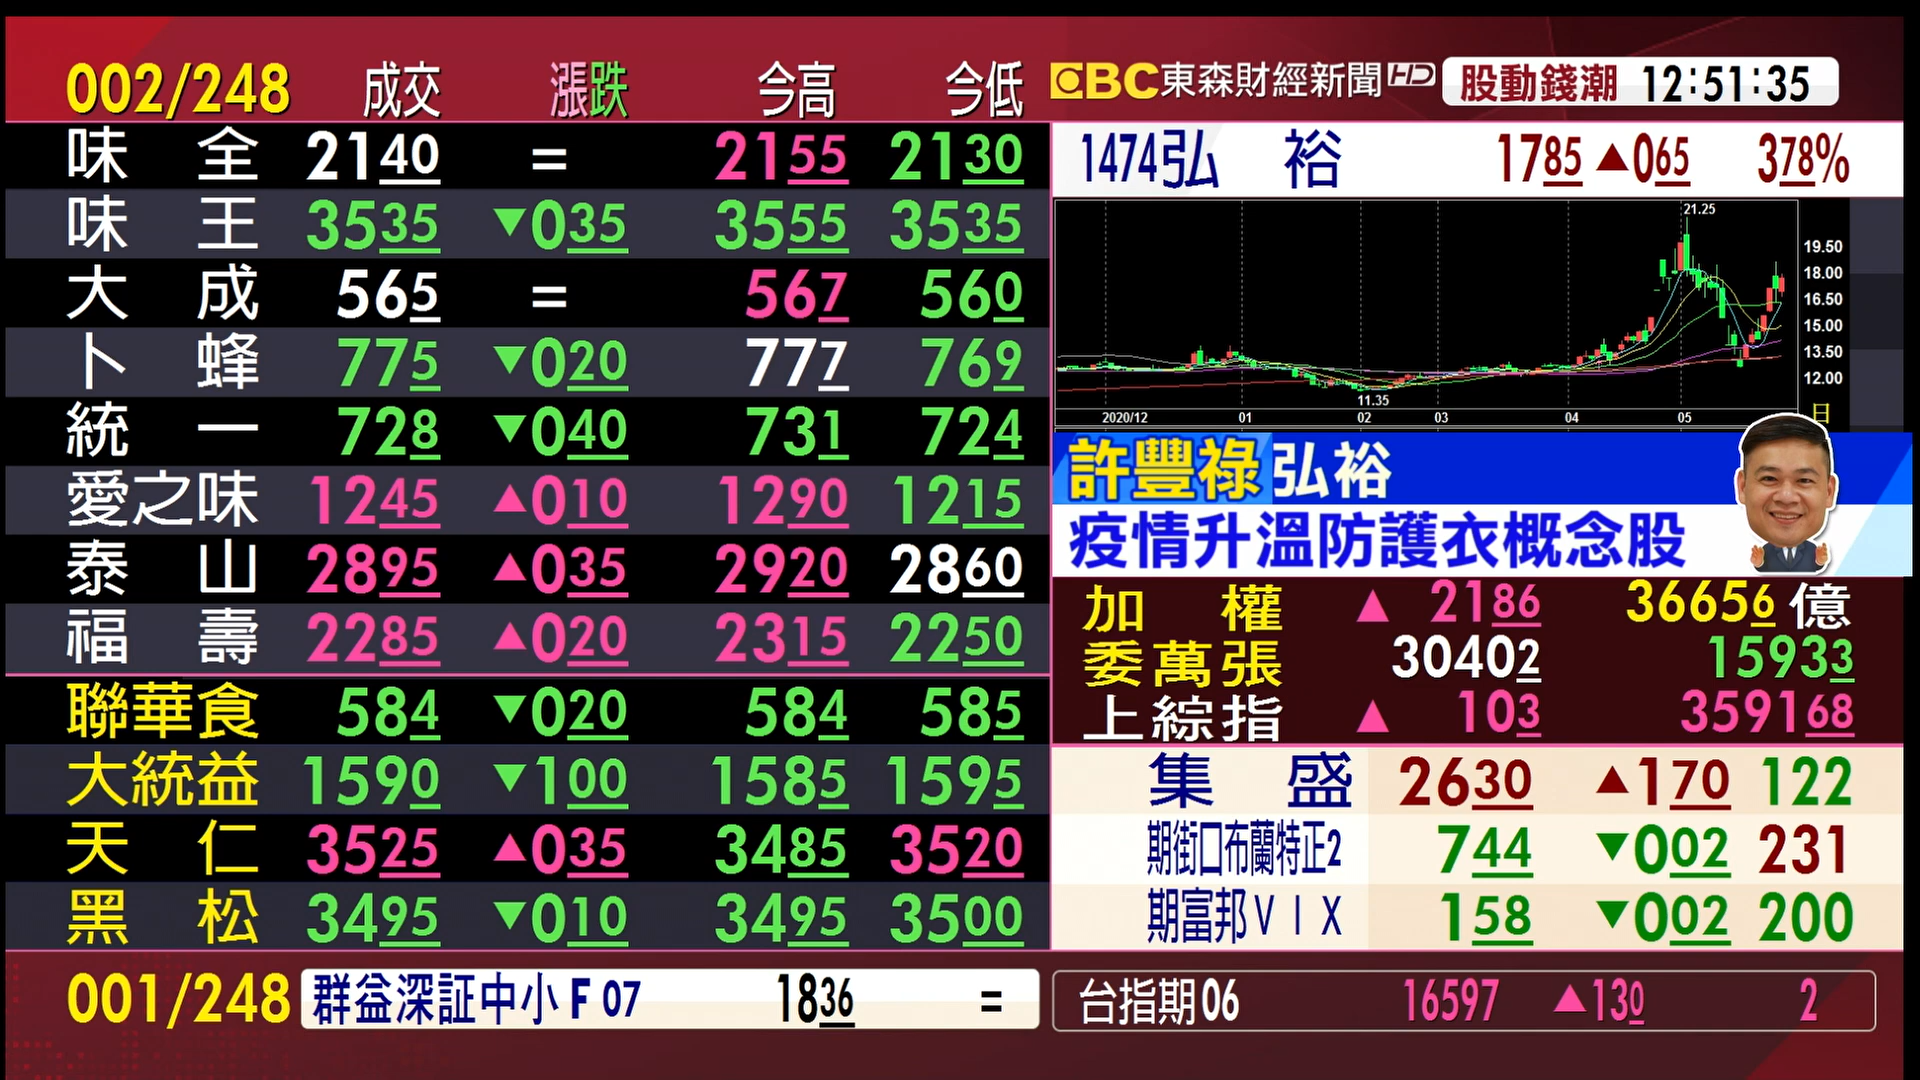 002/248 成交 漲跌 今高 今低
味全 2140 = 2155 2130
味王 3535 ▼035 3555 3535
大成 565 = 567 560
卜蜂 775 ▼020 777 769
統一 728 ▼040 731 724
愛之味 1245 ▲010 1290 1215
泰山 2895 ▲035 2920 2860
福壽 2285 ▲020 2315 2250
聯華食 584 ▼020 584 585
大統益 1590 ▼100 1585 1595
天仁 3525 ▲035 3485 3520
黑松 3495 ▼010 3495 3500
001/248 群益深証中小F07 1836 =
EBC東森財經新聞HD 股動錢潮 12:51:35
1474弘裕 1785 ▲065 378%
21.25
19.50
18.00
16.50
15.00
13.50
12.00
11.35
2020/12 01 02 03 04 05 日
許豐祿 弘裕
疫情升溫防護衣概念股
加權 ▲ 2186 36656億
委萬張 30402 15933
上綜指 ▲ 103 359168
集盛 2630 ▲170 122
期街口布蘭特正2 744 ▼002 231
期富邦VIX 158 ▼002 200
台指期06 16597 ▲130 2